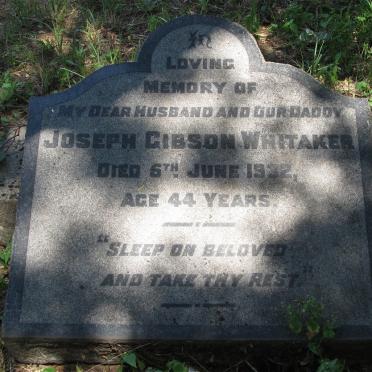 LOVING
MEMORY OF
MY DEAR HUSBAND AND OUR DADDY
JOSEPH GIBSON WHITAKER
DIED 6TH JUNE 1932,
AGE 44 YEARS.
"SLEEP ON BELOVED
AND TAKE THY REST."